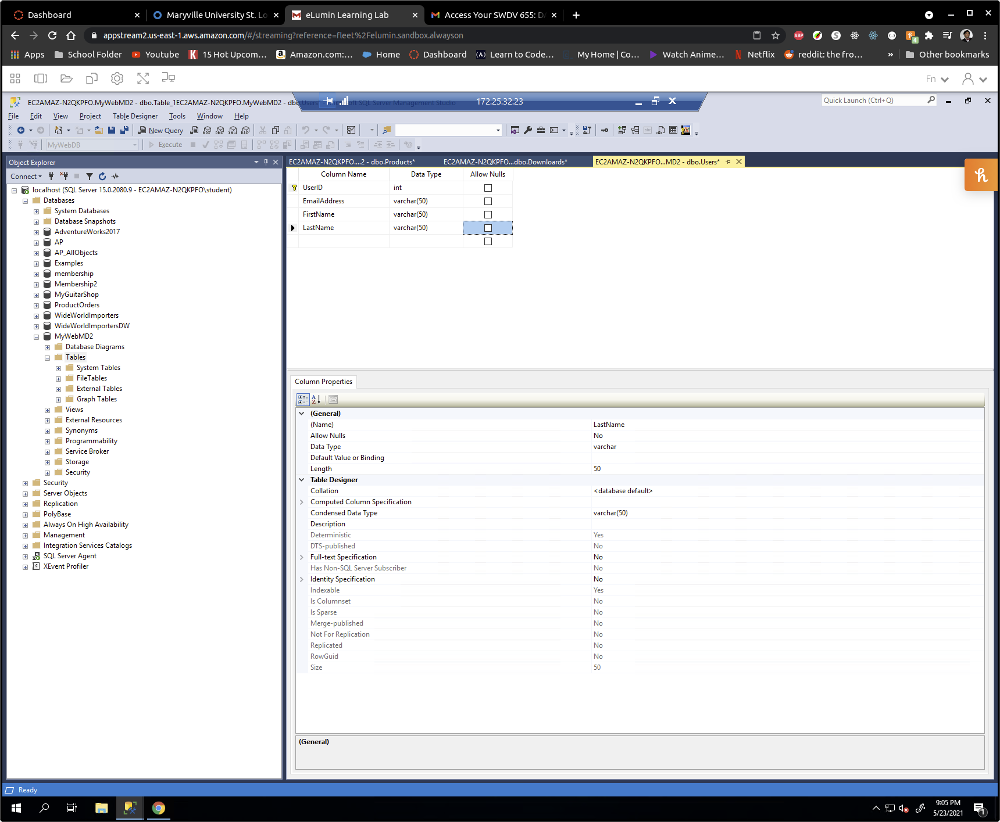 Dashboard
Maryville University St. Lo
eLumin Learning Lab
Access Your SWDV 655: D
appstream2.us-east-1.aws.amazon.com/#/streaming?reference=fleet%2Felumin.sandbox.alwayson
ABP
4
Apps
School Folder
Youtube
15 Hot Upcom...
Amazon.com:...
Home
Dashboard
Learn to Code...
My Home | Co...
Watch Anime...
Netflix
reddit: the fro...
»
Other bookmarks
Fn
EC2AMAZ-N2QKPFO.MyWebMD2 - dbo.Table_1EC2AMAZ-N2QKPFO.MyWebMD2 - dbo.Users* - Microsoft SQL Server Management Studio
172.25.32.23
Quick Launch (Ctrl+Q)
File Edit View Project Table Designer Tools Window Help
New Query
MDX DMX XMLA DAX
MyWebDB
Execute
Object Explorer
EC2AMAZ-N2QKPFO....2 - dbo.Products*
EC2AMAZ-N2QKPFO...dbo.Downloards*
EC2AMAZ-N2QKPFO...MD2 - dbo.Users*
Connect
localhost (SQL Server 15.0.2080.9 - EC2AMAZ-N2QKPFO\student)
Databases
System Databases
Database Snapshots
AdventureWorks2017
AP
AP_AllObjects
Examples
membership
Membership2
MyGuitarShop
ProductOrders
WideWorldImporters
WideWorldImportersDW
MyWebMD2
Database Diagrams
Tables
System Tables
FileTables
External Tables
Graph Tables
Views
External Resources
Synonyms
Programmability
Service Broker
Storage
Security
Security
Server Objects
Replication
PolyBase
Always On High Availability
Management
Integration Services Catalogs
SQL Server Agent
XEvent Profiler
Column Name Data Type Allow Nulls
UserID int
EmailAddress varchar(50)
FirstName varchar(50)
LastName varchar(50)
Column Properties
(General)
(Name) LastName
Allow Nulls No
Data Type varchar
Default Value or Binding
Length 50
Table Designer
Collation <database default>
Computed Column Specification
Condensed Data Type varchar(50)
Description
Deterministic Yes
DTS-published No
Full-text Specification No
Has Non-SQL Server Subscriber No
Identity Specification No
Indexable Yes
Is Columnset No
Is Sparse No
Merge-published No
Not For Replication No
Replicated No
RowGuid No
Size 50
(General)
Ready
9:05 PM
5/23/2021
1